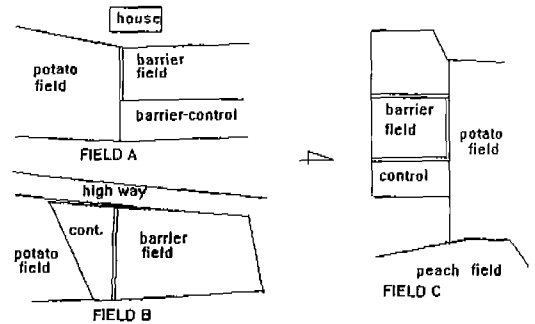 house
potato
field
barrier
field
barrier-control
FIELD A
high way
cont.
potato
field
barrier
field
FIELD B
barrier
field
potato
field
control
peach field
FIELD C